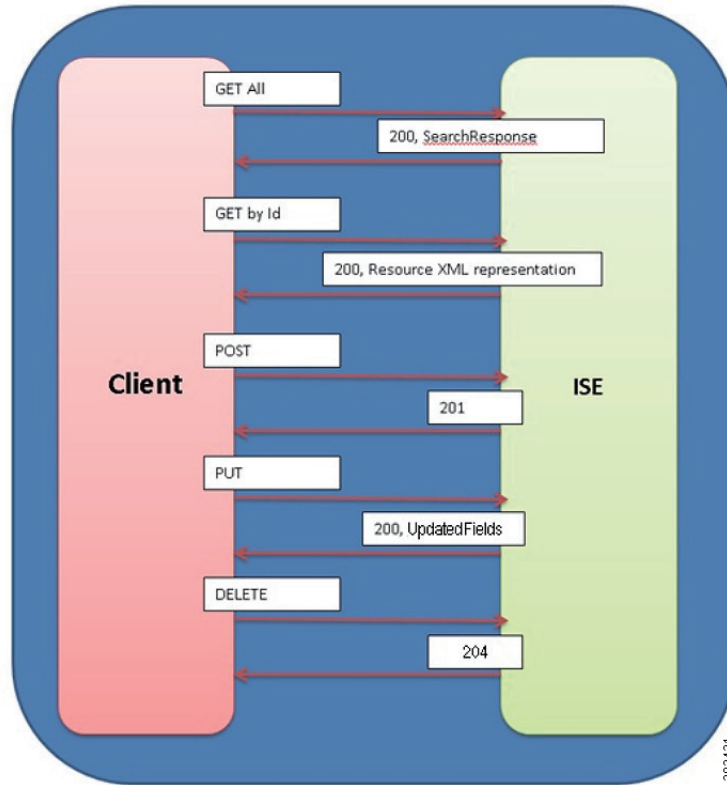 GET All
200, SearchResponse
GET by Id
200, Resource XML representation
POST
Client
ISE
201
PUT
200, UpdatedFields
DELETE
204